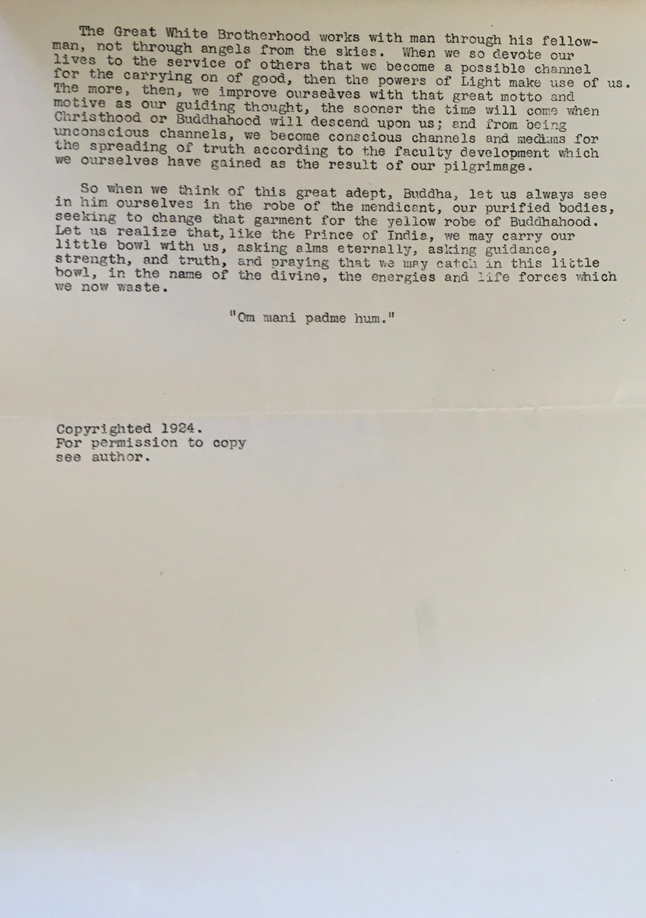 The Great White Brotherhood works with man through his fellow-
man, not through angels from the skies. When we so devote our
lives to the service of others that we become a possible channel
for the carrying on of good, then the powers of Light make use of us.
The more, then, we improve ourselves with that great motto and
motive as our guiding thought, the sooner the time will come when
Christhood or Buddhahood will descend upon us; and from being
unconscious channels, we become conscious channels and mediums for
the spreading of truth according to the faculty development which
we ourselves have gained as the result of our pilgrimage.
So when we think of this great adept, Buddha, let us always see
in him ourselves in the robe of the mendicant, our purified bodies,
seeking to change that garment for the yellow robe of Buddhahood.
Let us realize that, like the Prince of India, we may carry our
little bowl with us, asking alms eternally, asking guidance,
strength, and truth, and praying that we may catch in this little
bowl, in the name of the divine, the energies and life forces which
we now waste.
"Om mani padme hum."
Copyrighted 1924.
For permission to copy
see author.